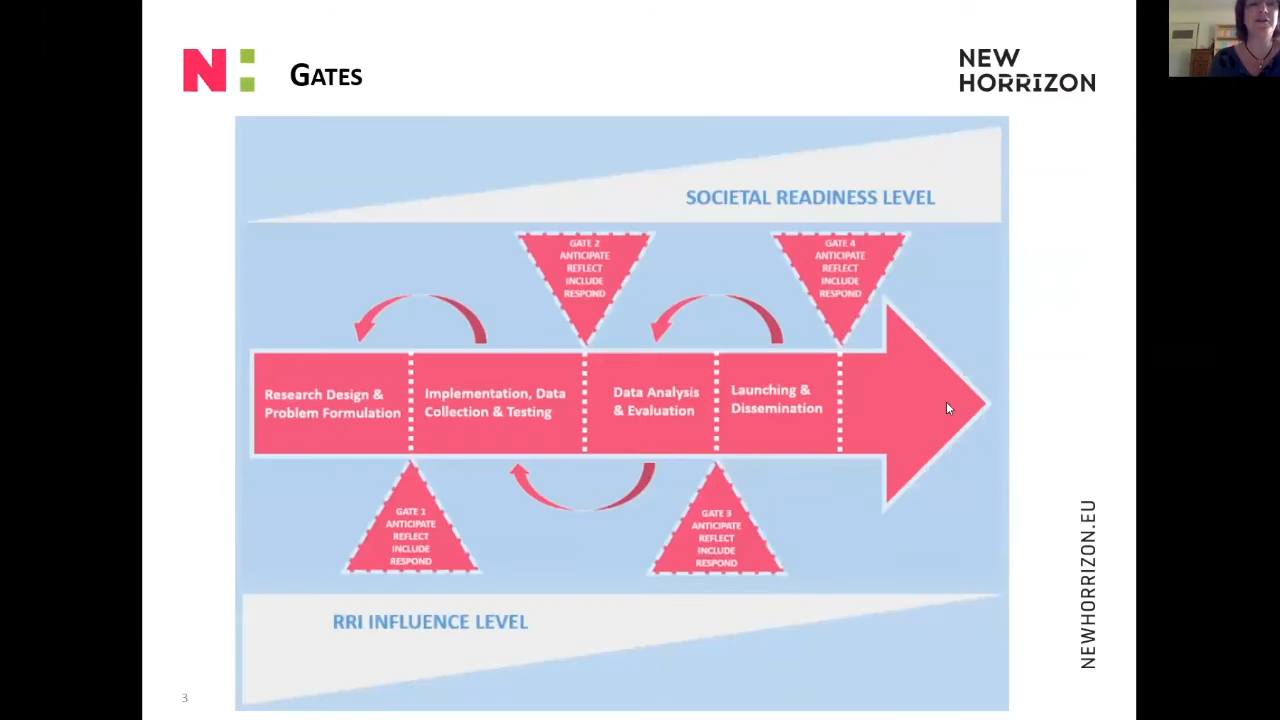 N:
GATES
NEW
HORRIZON
SOCIETAL READINESS LEVEL
GATE 2
ANTICIPATE
REFLECT
INCLUDE
RESPOND
GATE 4
ANTICIPATE
REFLECT
INCLUDE
RESPOND
Research Design &
Problem Formulation
Implementation, Data
Collection & Testing
Data Analysis
& Evaluation
Launching &
Dissemination
GATE 1
ANTICIPATE
REFLECT
INCLUDE
RESPOND
GATE 3
ANTICIPATE
REFLECT
INCLUDE
RESPOND
RRI INFLUENCE LEVEL
NEWHORRIZON.EU
3